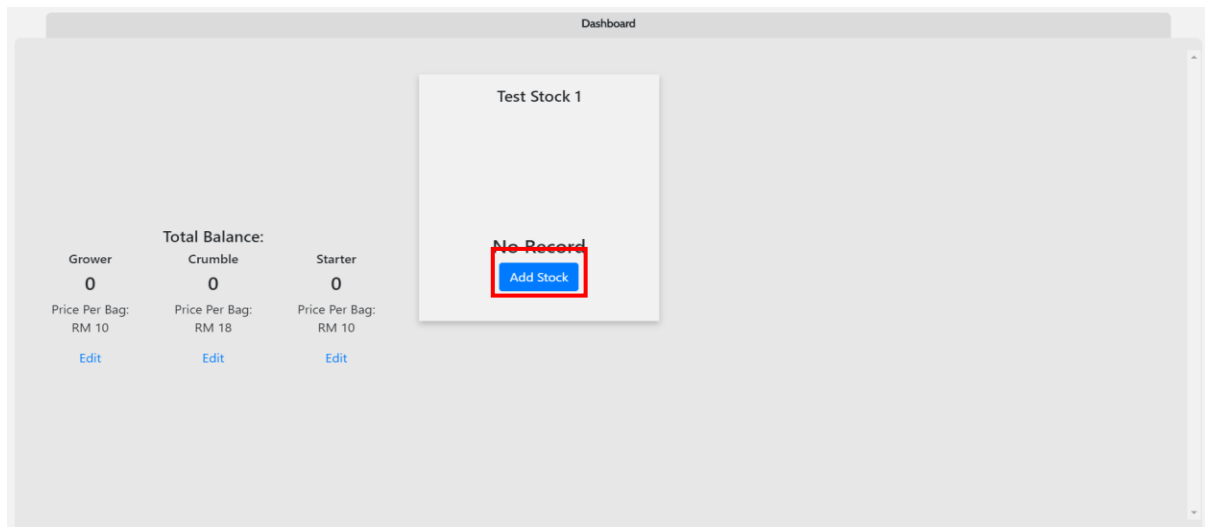 Dashboard
Test Stock 1
No Record
Add Stock
Total Balance:
Grower Crumble Starter
0 0 0
Price Per Bag: Price Per Bag: Price Per Bag:
RM 10 RM 18 RM 10
Edit Edit Edit